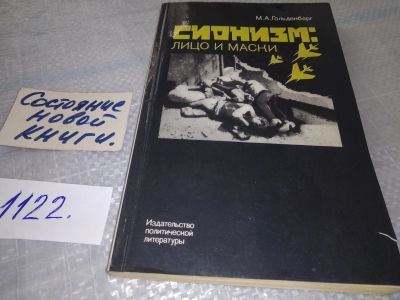 М.А.Гольденберг
СИОНИЗМ:
ЛИЦО И МАСКИ
Издательство
политической
литературы
Состояние
новой
книги.
1122.